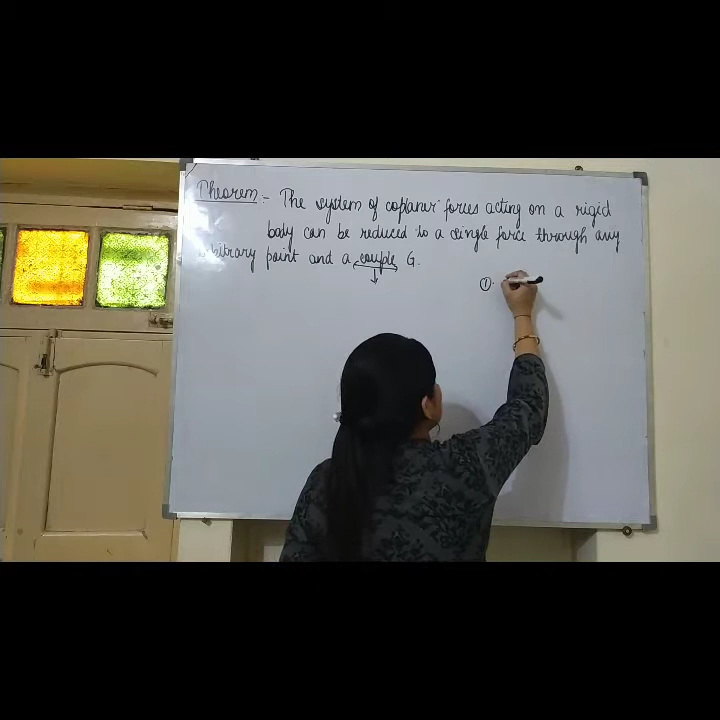 Theorem :- The system of coplaner forces acting on a rigid
body can be reduced to a single force through any
arbitrary point and a couple G.
①